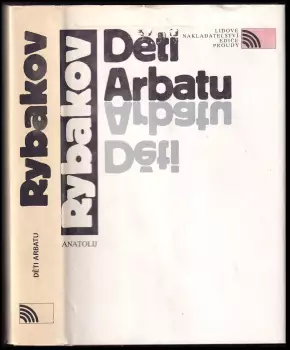 Rybakov
DĚTI ARBATU
Rybakov
ANATOLIJ
Děti
Arbatu
Arbatu
Děti
LIDOVÉ
NAKLADATELSTVÍ
EDICE
PROUDY